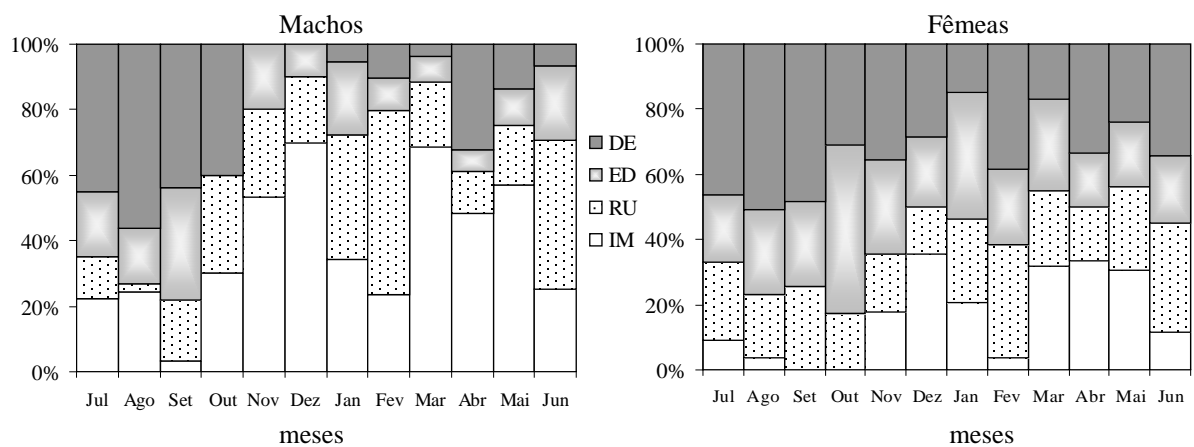 Machos
100%
80%
60%
40%
20%
0%
Jul Ago Set Out Nov Dez Jan Fev Mar Abr Mai Jun
meses
DE
ED
RU
IM
Fêmeas
100%
80%
60%
40%
20%
0%
Jul Ago Set Out Nov Dez Jan Fev Mar Abr Mai Jun
meses